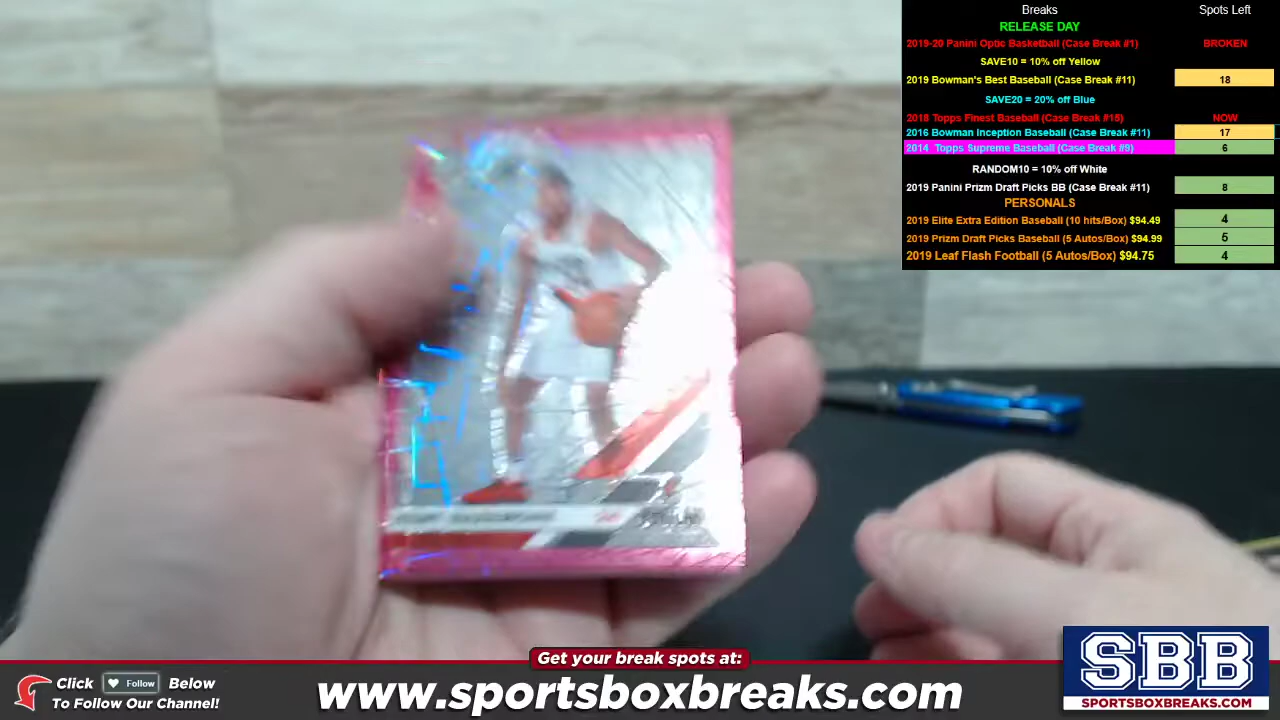 Breaks Spots Left
RELEASE DAY
2019-20 Panini Optic Basketball (Case Break #1) BROKEN
SAVE10 = 10% off Yellow
2019 Bowman's Best Baseball (Case Break #11) 18
SAVE20 = 20% off Blue
2018 Topps Finest Baseball (Case Break #15) NOW
2016 Bowman Inception Baseball (Case Break #11) 17
2014 Topps Supreme Baseball (Case Break #9) 6
RANDOM10 = 10% off White
2019 Panini Prizm Draft Picks BB (Case Break #11) 8
PERSONALS
2019 Elite Extra Edition Baseball (10 hits/Box) $94.49 4
2019 Prizm Draft Picks Baseball (5 Autos/Box) $94.99 5
2019 Leaf Flash Football (5 Autos/Box) $94.75 4
Get your break spots at:
Click Follow Below
To Follow Our Channel!
www.sportsboxbreaks.com
SBB
SPORTSBOXBREAKS.COM